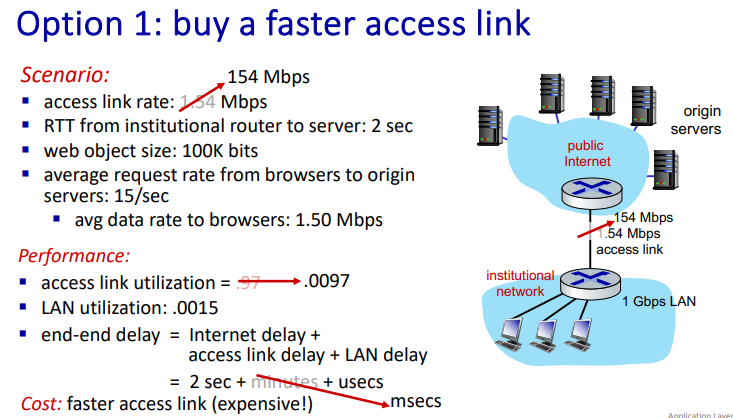 Option 1: buy a faster access link
Scenario:
154 Mbps
▪ access link rate: 1.54 Mbps
▪ RTT from institutional router to server: 2 sec
▪ web object size: 100K bits
▪ average request rate from browsers to origin
servers: 15/sec
▪ avg data rate to browsers: 1.50 Mbps
Performance:
▪ access link utilization = .97 .0097
▪ LAN utilization: .0015
▪ end-end delay = Internet delay +
access link delay + LAN delay
= 2 sec + minutes + usecs
msecs
Cost: faster access link (expensive!)
origin
servers
public
Internet
154 Mbps
1.54 Mbps
access link
institutional
network
1 Gbps LAN
Application Layer